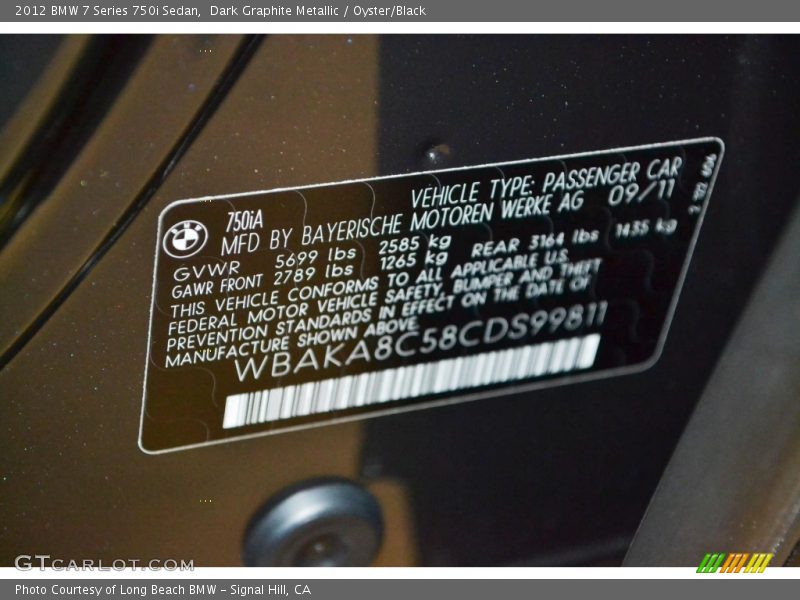 2012 BMW 7 Series 750i Sedan, Dark Graphite Metallic / Oyster/Black
BMW 750iA VEHICLE TYPE: PASSENGER CAR
MFD BY BAYERISCHE MOTOREN WERKE AG 09/11
GVWR 5699 lbs 2585 kg
GAWR FRONT 2789 lbs 1265 kg REAR 3164 lbs 1435 kg
THIS VEHICLE CONFORMS TO ALL APPLICABLE U.S.
FEDERAL MOTOR VEHICLE SAFETY, BUMPER AND THEFT
PREVENTION STANDARDS IN EFFECT ON THE DATE OF
MANUFACTURE SHOWN ABOVE
WBAKA8C58CDS99811
GTCARLOT.COM
Photo Courtesy of Long Beach BMW - Signal Hill, CA